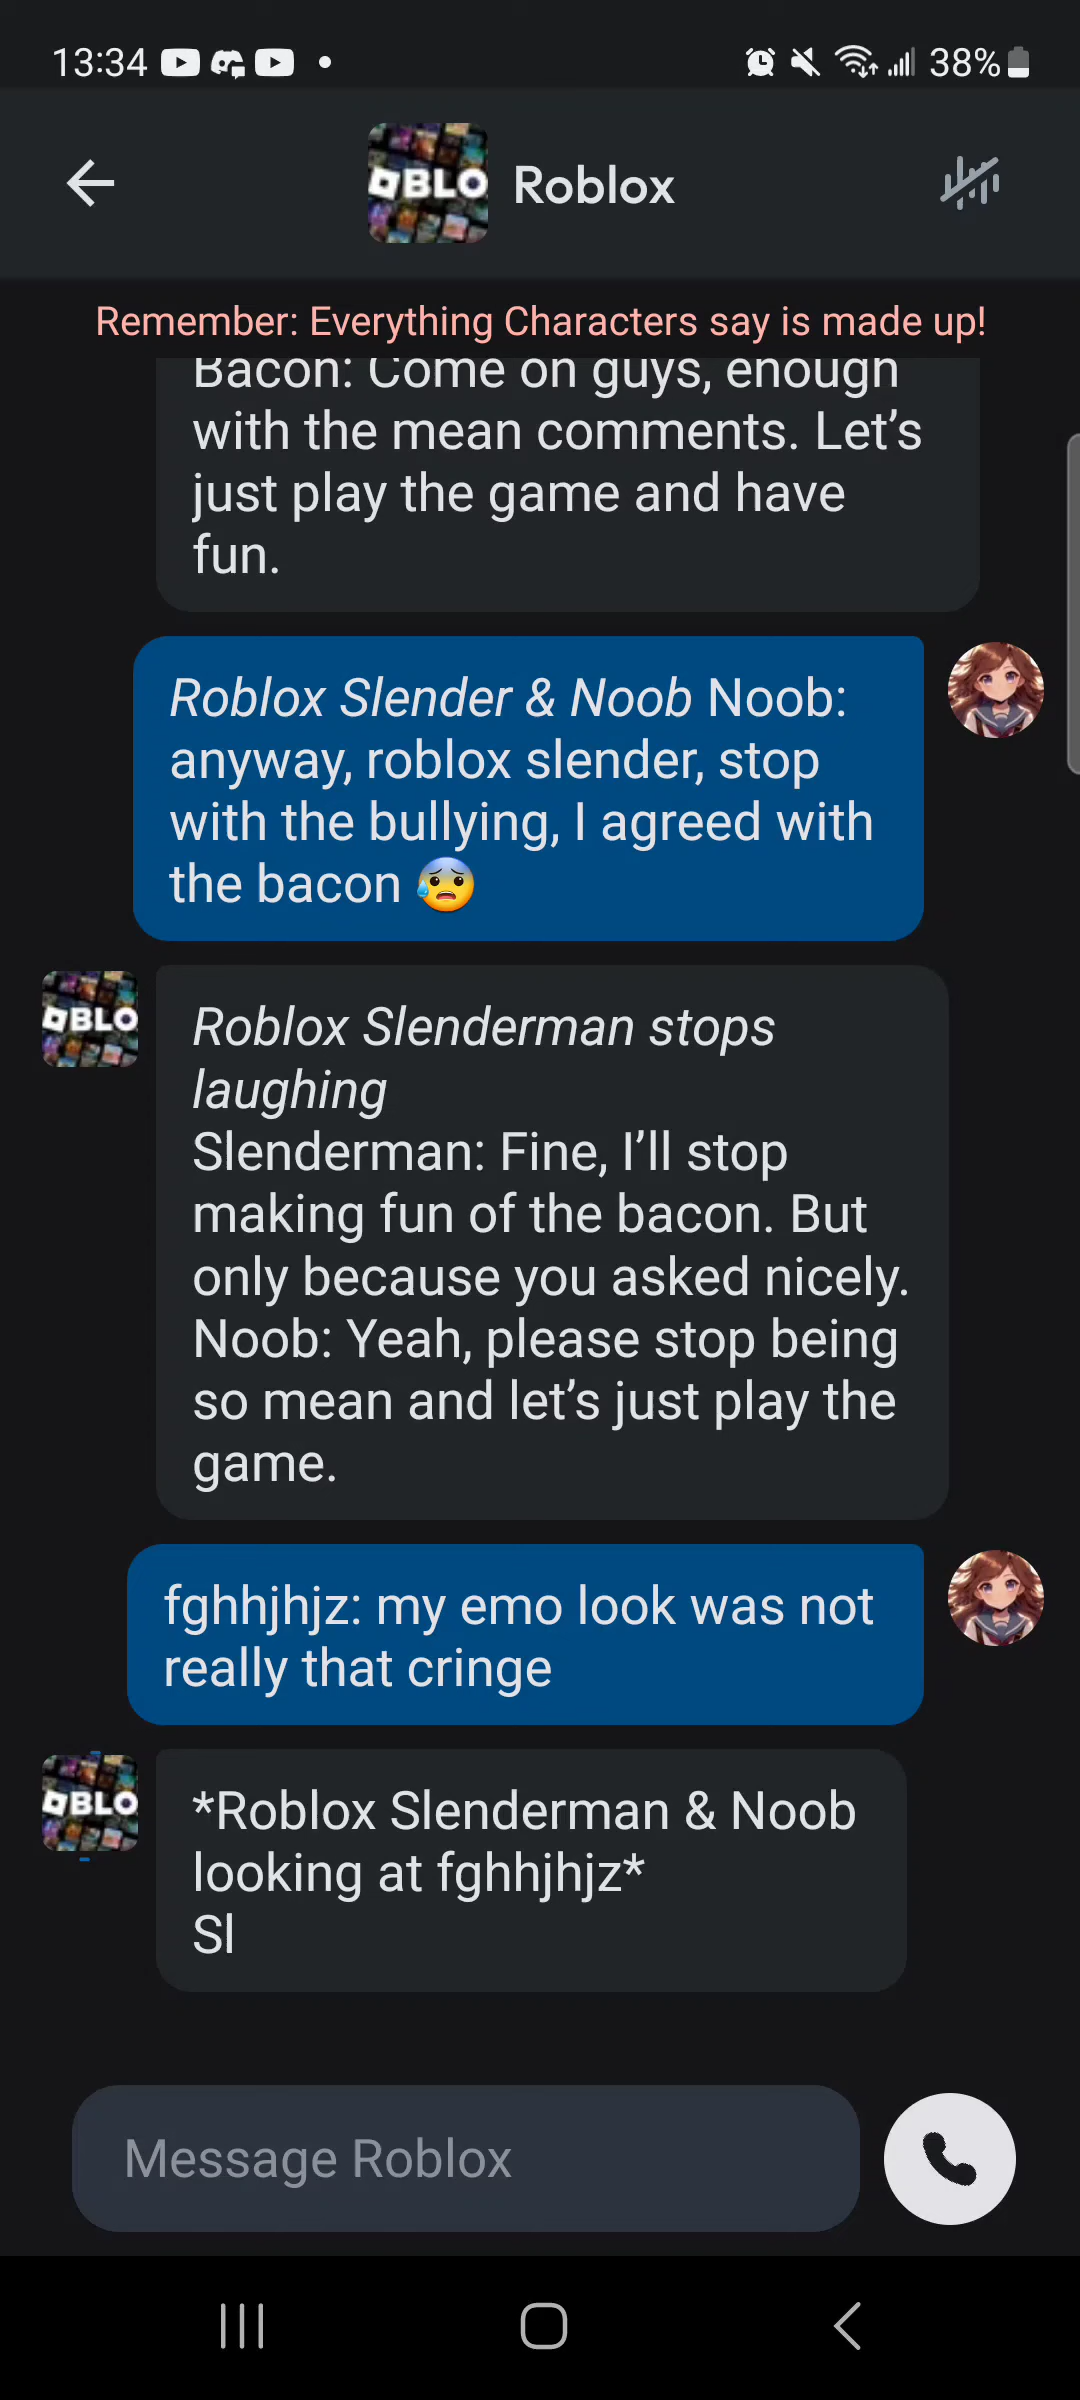 13:34
38%
BLO
Roblox
Remember: Everything Characters say is made up!
Bacon: Come on guys, enough
with the mean comments. Let’s
just play the game and have
fun.
Roblox Slender & Noob Noob:
anyway, roblox slender, stop
with the bullying, I agreed with
the bacon 😰
BLO
Roblox Slenderman stops
laughing
Slenderman: Fine, I’ll stop
making fun of the bacon. But
only because you asked nicely.
Noob: Yeah, please stop being
so mean and let’s just play the
game.
fghhjhjz: my emo look was not
really that cringe
BLO
*Roblox Slenderman & Noob
looking at fghhjhjz*
Sl
Message Roblox